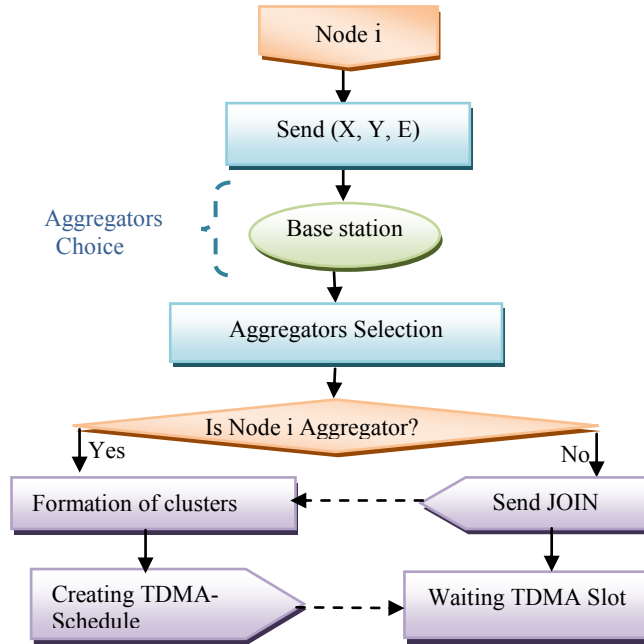 Node i
Send (X, Y, E)
Aggregators
Choice
Base station
Aggregators Selection
Is Node i Aggregator?
Yes
No
Formation of clusters
Send JOIN
Creating TDMA-
Schedule
Waiting TDMA Slot